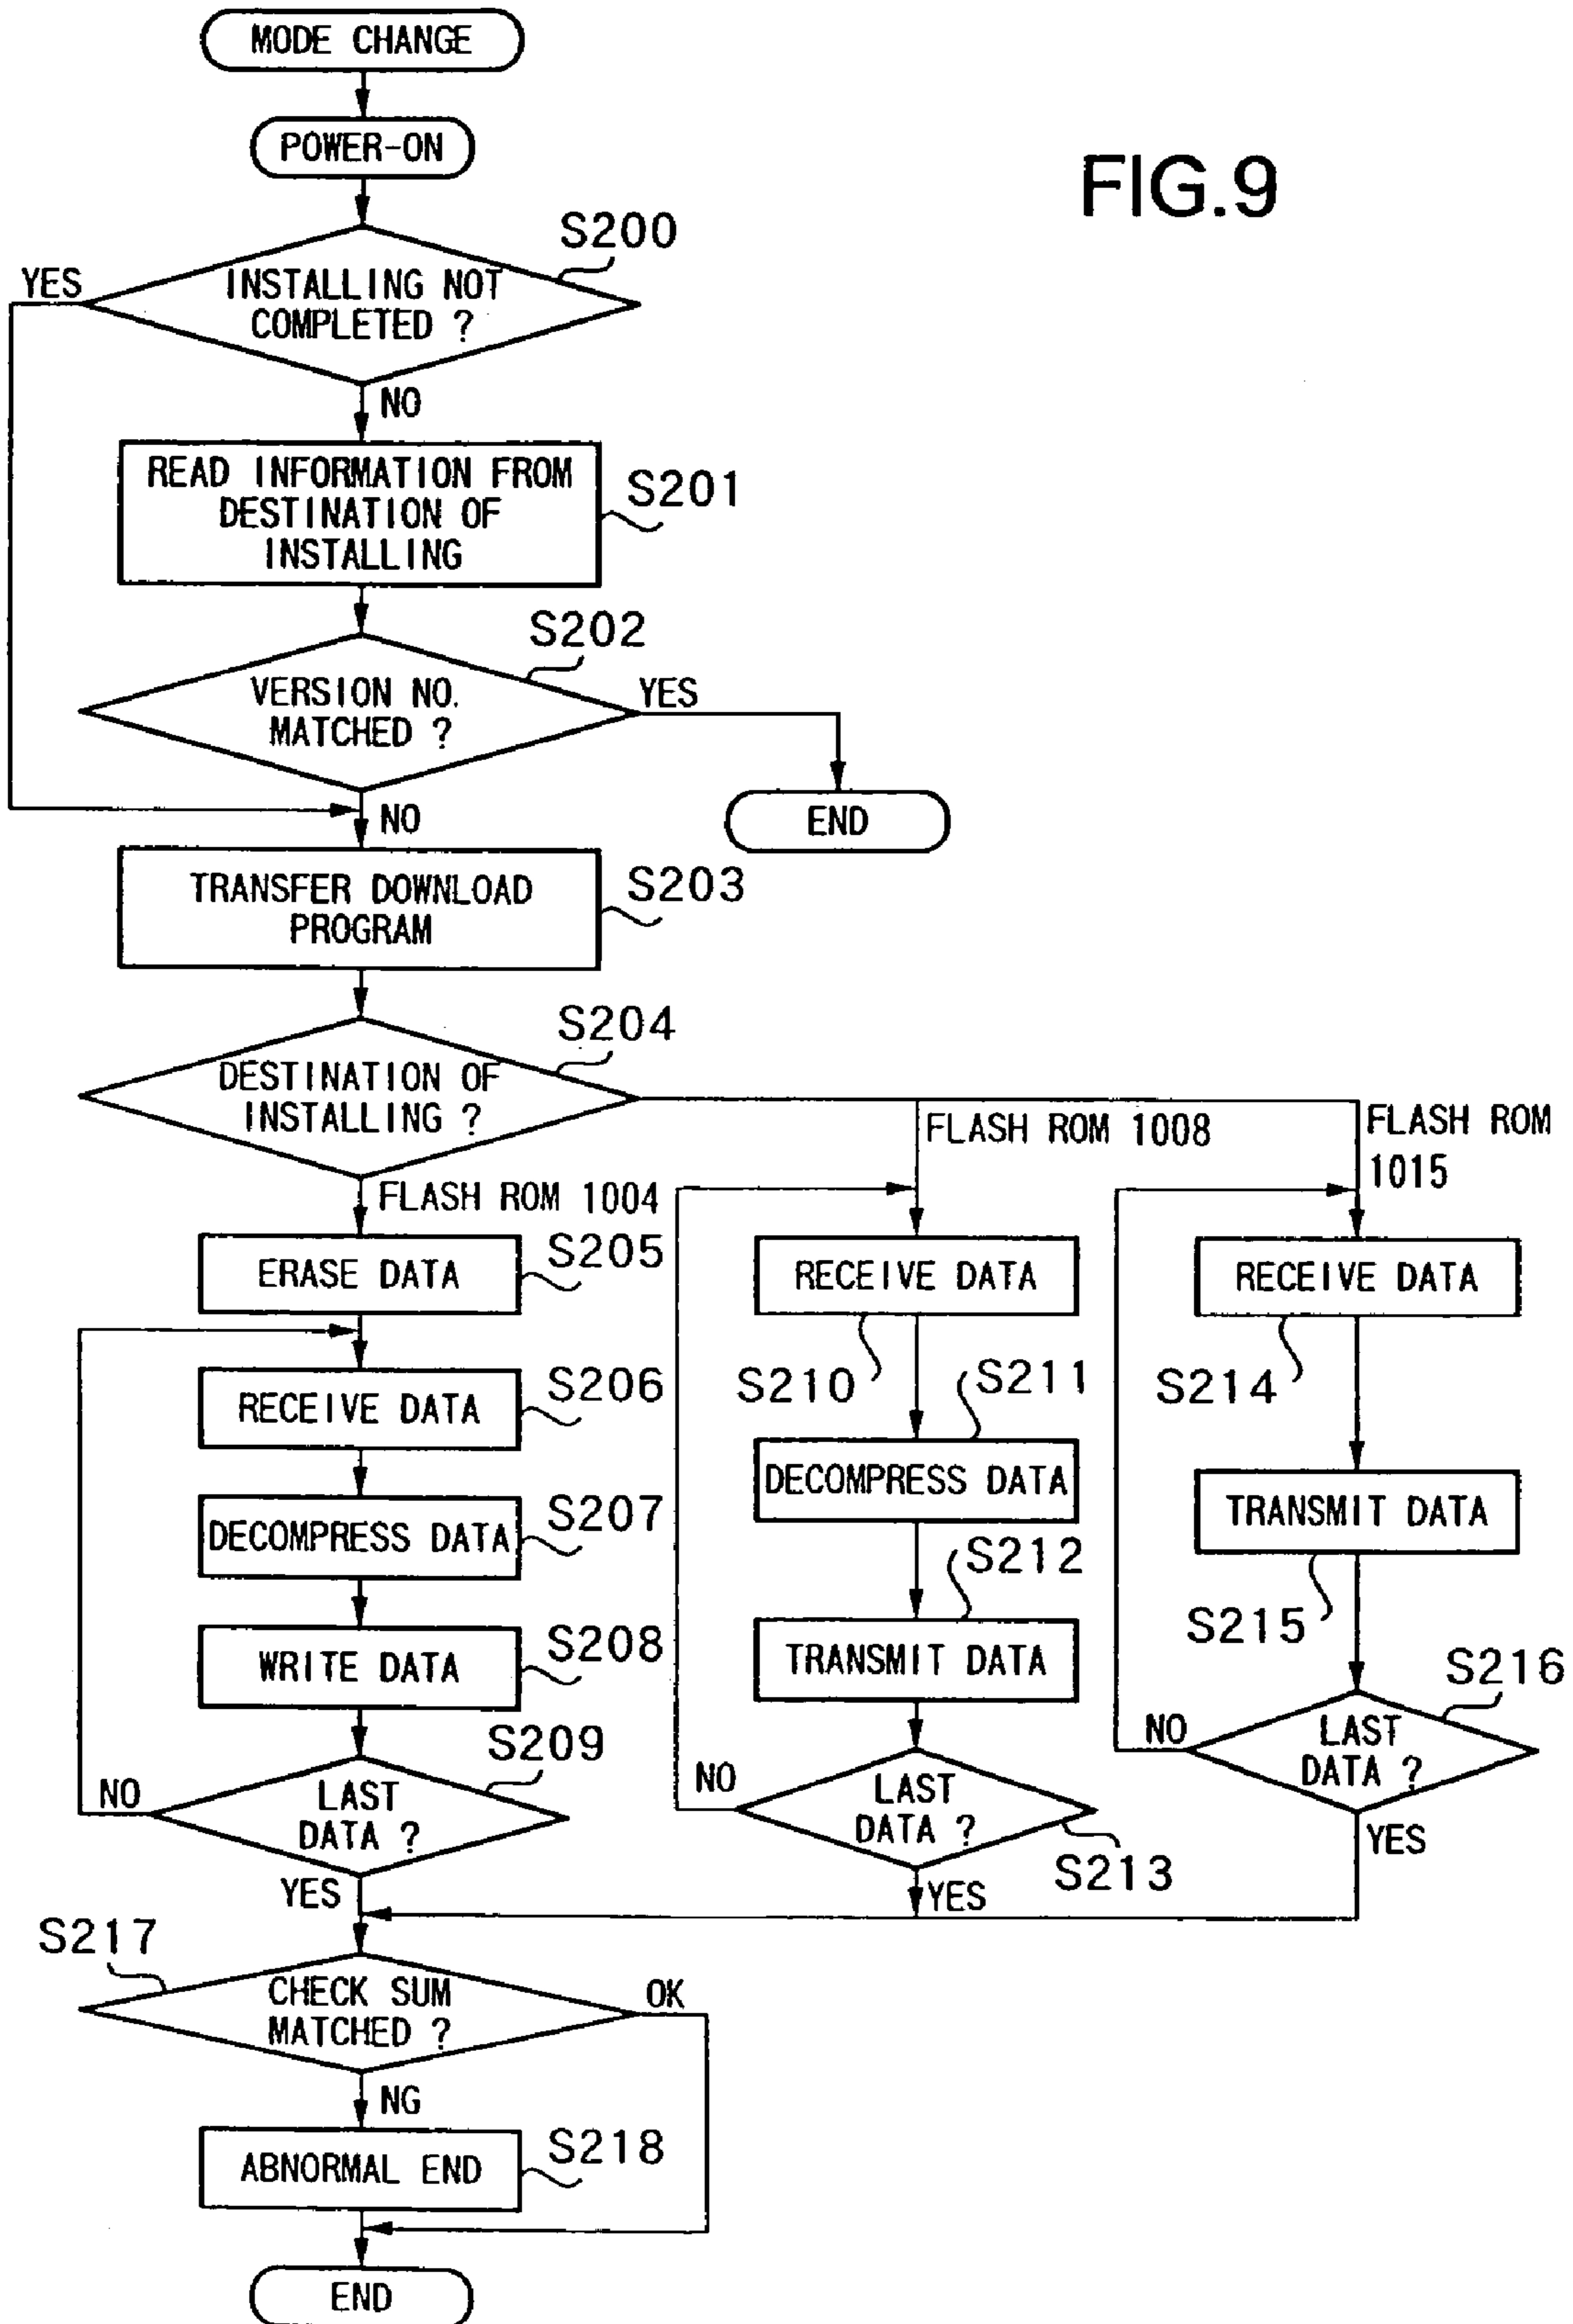 MODE CHANGE
POWER-ON
FIG.9
S200
YES
INSTALLING NOT
COMPLETED ?
NO
READ INFORMATION FROM
DESTINATION OF
INSTALLING
S201
S202
VERSION NO.
MATCHED ?
YES
END
NO
TRANSFER DOWNLOAD
PROGRAM
S203
S204
DESTINATION OF
INSTALLING ?
FLASH ROM 1004
FLASH ROM 1008
FLASH ROM
1015
ERASE DATA
S205
RECEIVE DATA
S206
DECOMPRESS DATA
S207
WRITE DATA
S208
S209
NO
LAST
DATA ?
YES
RECEIVE DATA
S210
S211
DECOMPRESS DATA
S212
TRANSMIT DATA
NO
LAST
DATA ?
S213
YES
RECEIVE DATA
S214
TRANSMIT DATA
S215
S216
NO
LAST
DATA ?
YES
S217
CHECK SUM
MATCHED ?
OK
NG
ABNORMAL END
S218
END